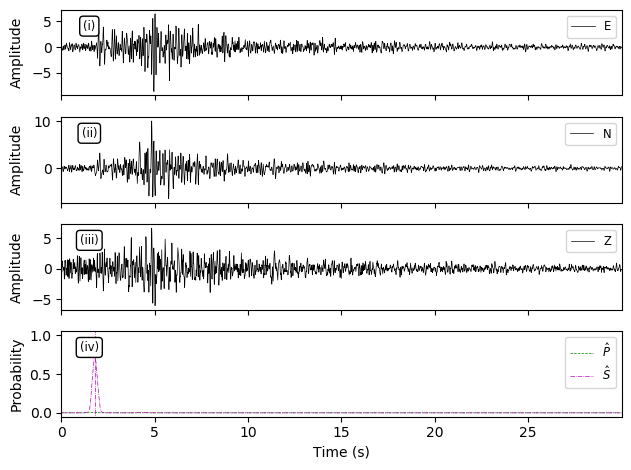 Amplitude
5
0
−5
(i)
E
Amplitude
10
0
(ii)
N
Amplitude
5
0
−5
(iii)
Z
Probability
1.0
0.5
0.0
(iv)
P̂
Ŝ
0 5 10 15 20 25
Time (s)